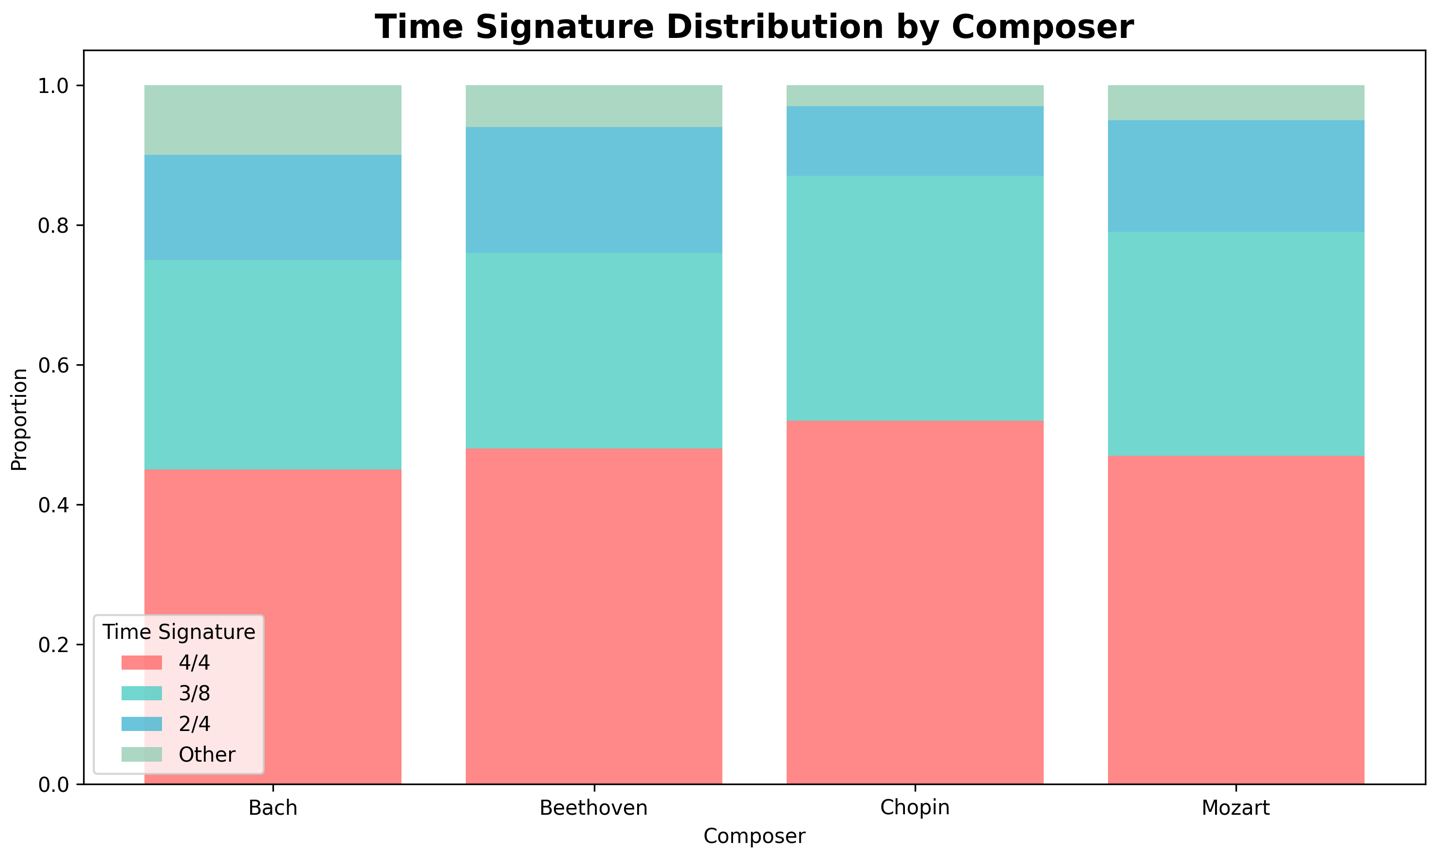 Time Signature Distribution by Composer
Proportion
1.0
0.8
0.6
0.4
0.2
0.0
Time Signature
4/4
3/8
2/4
Other
Bach Beethoven Chopin Mozart
Composer